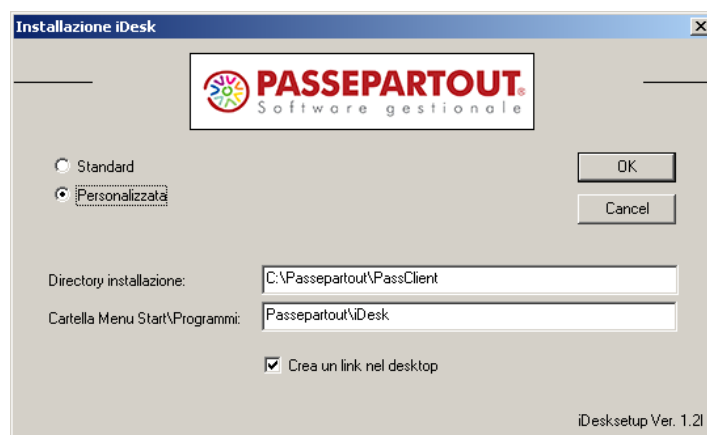 Installazione iDesk
PASSEPARTOUT®
Software gestionale
Standard
OK
Personalizzata
Cancel
Directory installazione:
C:\Passepartout\PassClient
Cartella Menu Start\Programmi:
Passepartout\iDesk
Crea un link nel desktop
iDesksetup Ver. 1.2l